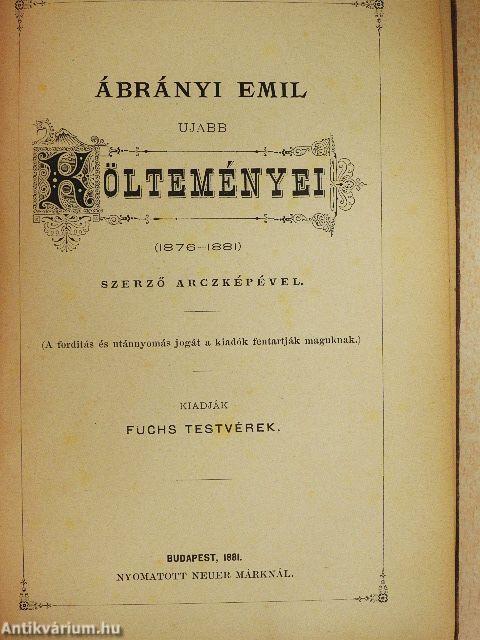 ÁBRÁNYI EMIL
UJABB
KÖLTEMÉNYEI
(1876—1881)
SZERZŐ ARCZKÉPÉVEL.
(A forditás és utánnyomás jogát a kiadók fentartják maguknak.)
KIADJÁK
FUCHS TESTVÉREK.
BUDAPEST, 1881.
NYOMATOTT NEUER MÁRKNÁL.
Antikvárium.hu